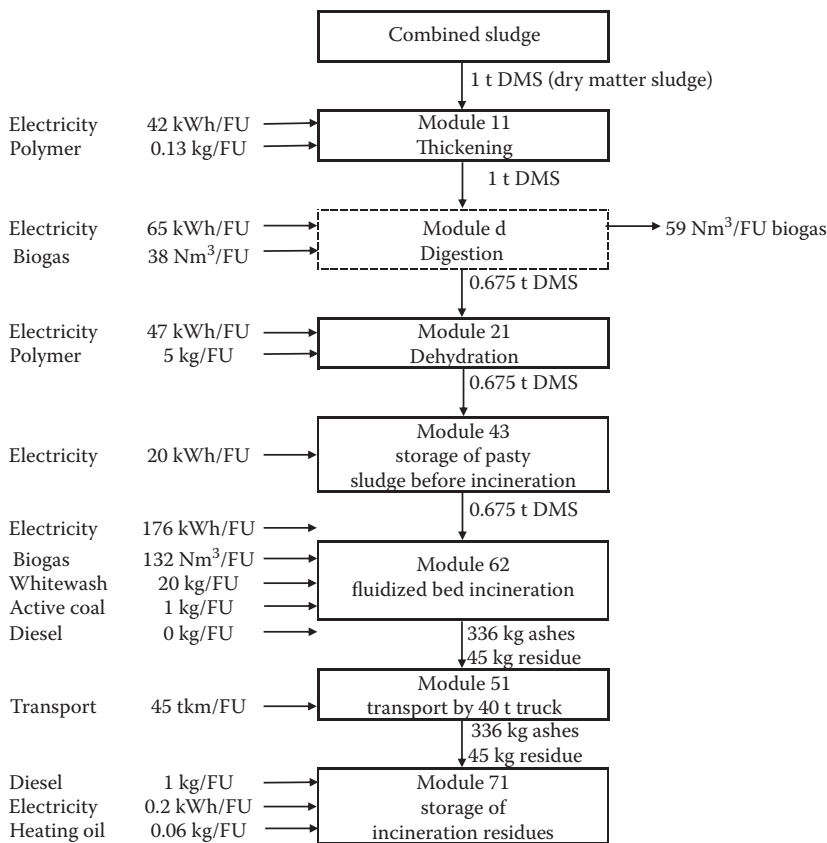 Combined sludge
1 t DMS (dry matter sludge)
Electricity 42 kWh/FU
Polymer 0.13 kg/FU
Module 11
Thickening
1 t DMS
Electricity 65 kWh/FU
Biogas 38 Nm³/FU
Module d
Digestion
59 Nm³/FU biogas
0.675 t DMS
Electricity 47 kWh/FU
Polymer 5 kg/FU
Module 21
Dehydration
0.675 t DMS
Electricity 20 kWh/FU
Module 43
storage of pasty
sludge before incineration
0.675 t DMS
Electricity 176 kWh/FU
Biogas 132 Nm³/FU
Whitewash 20 kg/FU
Active coal 1 kg/FU
Diesel 0 kg/FU
Module 62
fluidized bed incineration
336 kg ashes
45 kg residue
Transport 45 tkm/FU
Module 51
transport by 40 t truck
336 kg ashes
45 kg residue
Diesel 1 kg/FU
Electricity 0.2 kWh/FU
Heating oil 0.06 kg/FU
Module 71
storage of
incineration residues